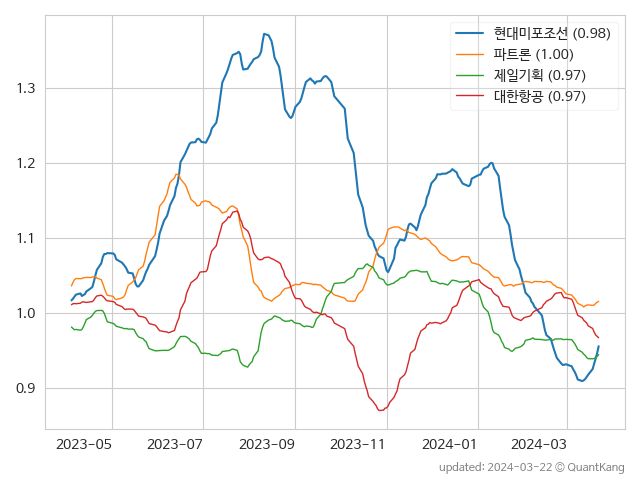 현대미포조선 (0.98)
파트론 (1.00)
제일기획 (0.97)
대한항공 (0.97)
1.3
1.2
1.1
1.0
0.9
2023-05 2023-07 2023-09 2023-11 2024-01 2024-03
updated: 2024-03-22 © QuantKang